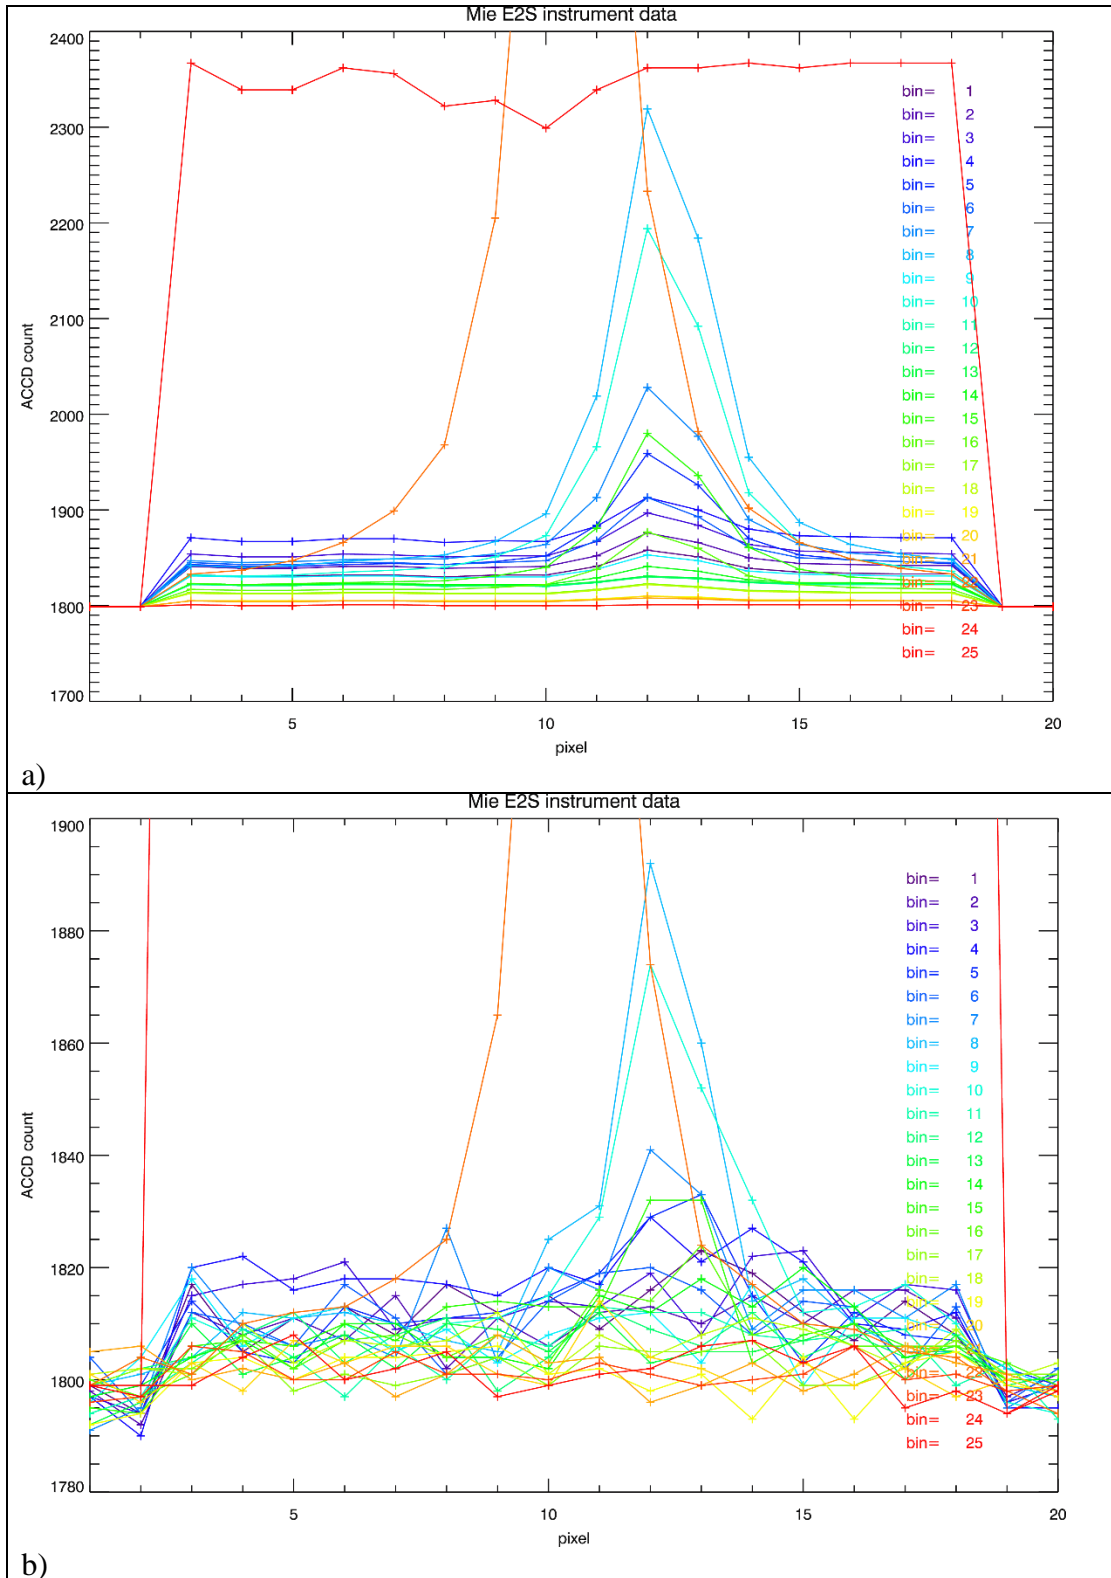 Mie E2S instrument data
2400
2300
2200
2100
2000
1900
1800
1700
ACCD count
bin= 1
bin= 2
bin= 3
bin= 4
bin= 5
bin= 6
bin= 7
bin= 8
bin= 9
bin= 10
bin= 11
bin= 12
bin= 13
bin= 14
bin= 15
bin= 16
bin= 17
bin= 18
bin= 19
bin= 20
bin= 21
bin= 22
bin= 23
bin= 24
bin= 25
5 10 15 20
pixel
a)
Mie E2S instrument data
1900
1880
1860
1840
1820
1800
1780
ACCD count
bin= 1
bin= 2
bin= 3
bin= 4
bin= 5
bin= 6
bin= 7
bin= 8
bin= 9
bin= 10
bin= 11
bin= 12
bin= 13
bin= 14
bin= 15
bin= 16
bin= 17
bin= 18
bin= 19
bin= 20
bin= 22
bin= 23
bin= 24
bin= 25
5 10 15 20
pixel
b)